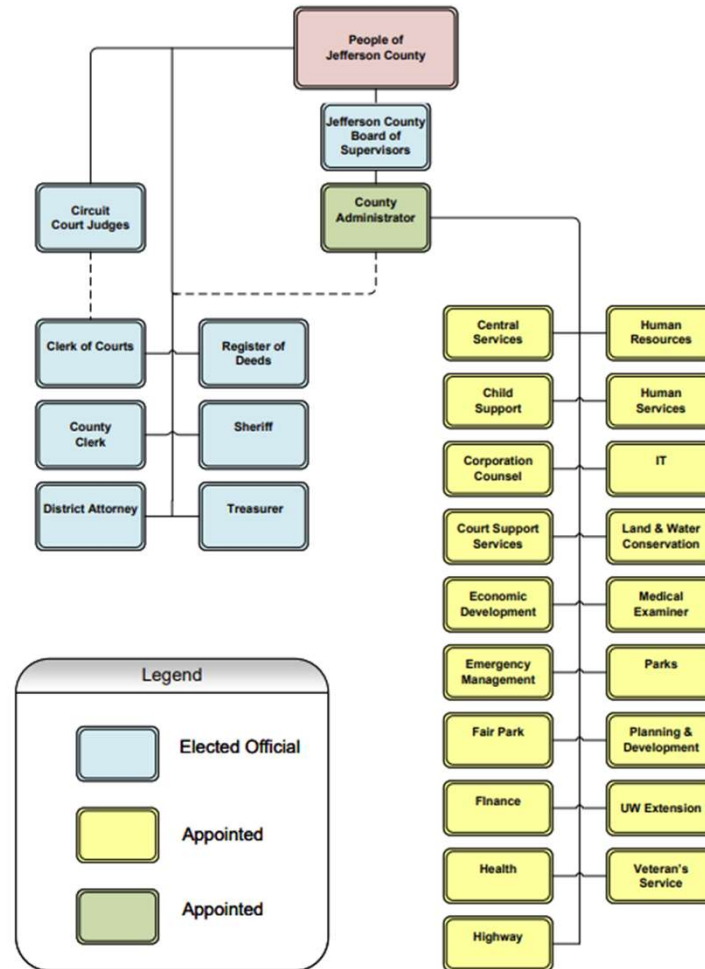 People of
Jefferson County
Jefferson County
Board of
Supervisors
Circuit
Court Judges
County
Administrator
Clerk of Courts
Register of
Deeds
County
Clerk
Sheriff
District Attorney
Treasurer
Central
Services
Human
Resources
Child
Support
Human
Services
Corporation
Counsel
IT
Court Support
Services
Land & Water
Conservation
Economic
Development
Medical
Examiner
Emergency
Management
Parks
Fair Park
Planning &
Development
FInance
UW Extension
Health
Veteran's
Service
Highway
Legend
Elected Official
Appointed
Appointed